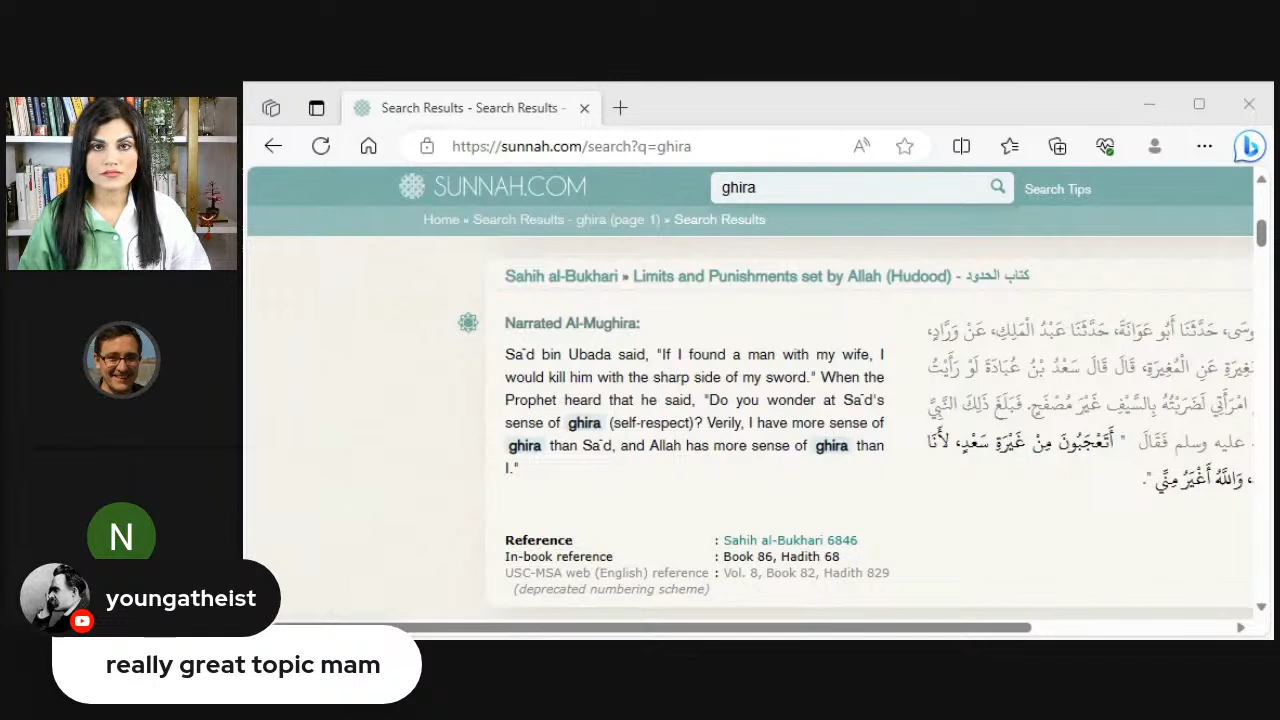 Search Results - Search Results -
https://sunnah.com/search?q=ghira
SUNNAH.COM
ghira
Search Tips
Home » Search Results - ghira (page 1) » Search Results
Sahih al-Bukhari » Limits and Punishments set by Allah (Hudood) - كتاب الحدود
Narrated Al-Mughira:
Sa`d bin Ubada said, "If I found a man with my wife, I
would kill him with the sharp side of my sword." When the
Prophet heard that he said, "Do you wonder at Sa`d's
sense of ghira (self-respect)? Verily, I have more sense of
ghira than Sa`d, and Allah has more sense of ghira than
I."
حَدَّثَنَا أَبُو عَوَانَةَ، حَدَّثَنَا عَبْدُ الْمَلِكِ، عَنْ وَرَّادٍ،
عَنِ الْمُغِيرَةِ، قَالَ قَالَ سَعْدُ بْنُ عُبَادَةَ لَوْ رَأَيْتُ
امْرَأَتِي لَضَرَبْتُهُ بِالسَّيْفِ غَيْرَ مُصْفَحٍ. فَبَلَغَ ذَلِكَ النَّبِيَّ
عليه وسلم فَقَالَ " أَتَعْجَبُونَ مِنْ غَيْرَةِ سَعْدٍ، لأَنَا
، وَاللَّهُ أَغْيَرُ مِنِّي ".
Reference : Sahih al-Bukhari 6846
In-book reference : Book 86, Hadith 68
USC-MSA web (English) reference : Vol. 8, Book 82, Hadith 829
(deprecated numbering scheme)
N
youngatheist
really great topic mam